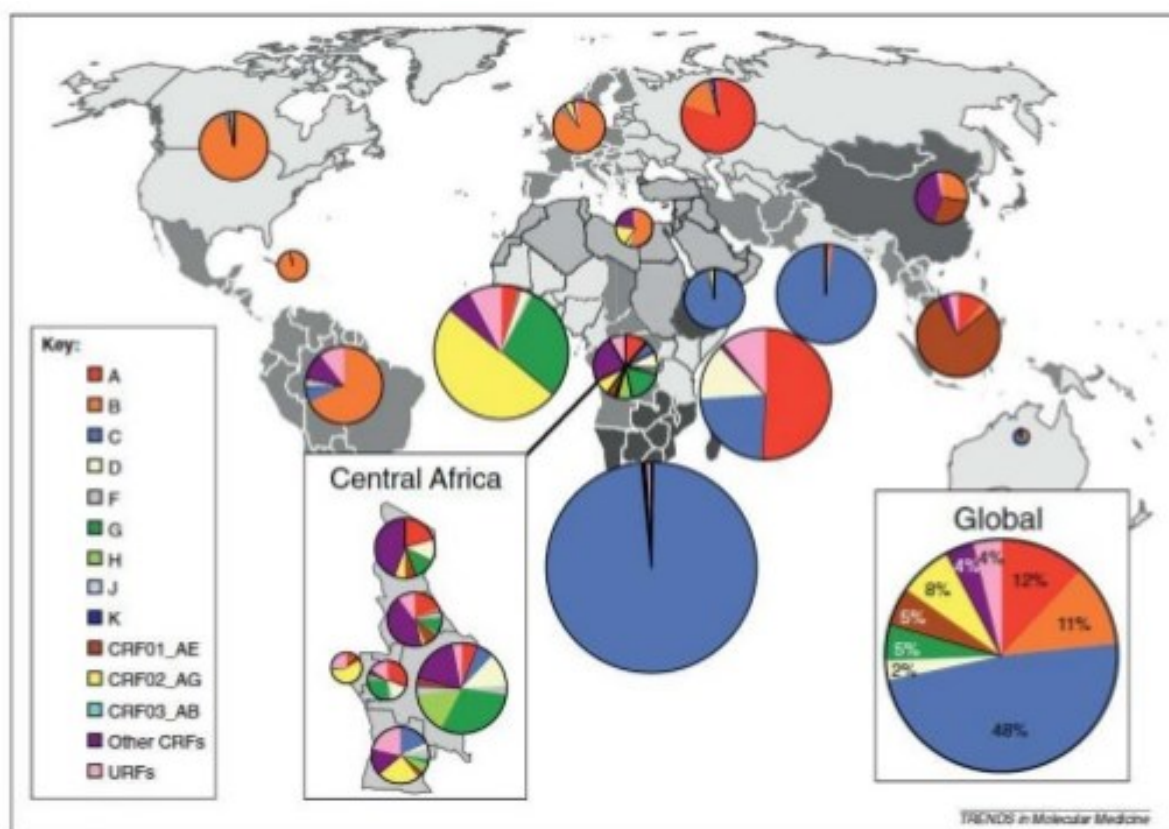 Key:
A
B
C
D
F
G
H
J
K
CRF01_AE
CRF02_AG
CRF03_AB
Other CRFs
URFs
Central Africa
Global
4%
4%
12%
8%
11%
5%
5%
2%
48%
TRENDS in Molecular Medicine